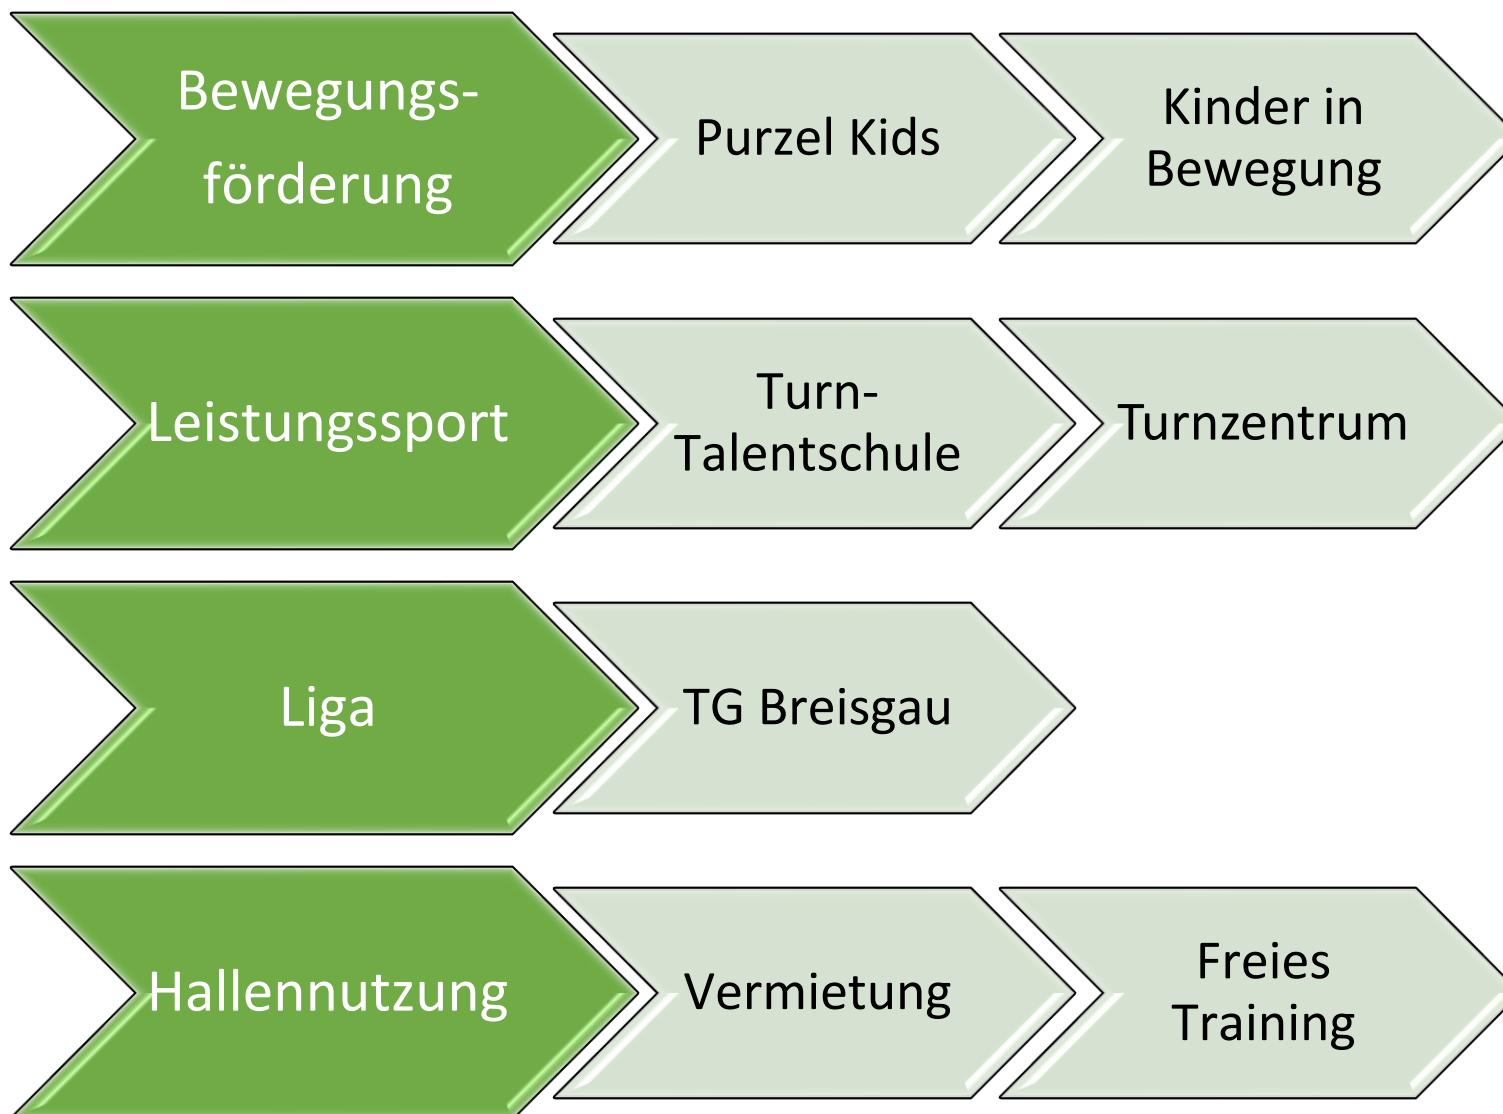 Bewegungs-
förderung
Purzel Kids
Kinder in
Bewegung
Leistungssport
Turn-
Talentschule
Turnzentrum
Liga
TG Breisgau
Hallennutzung
Vermietung
Freies
Training